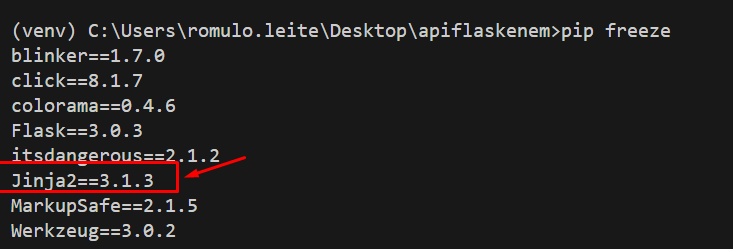 (venv) C:\Users\romulo.leite\Desktop\apiflaskenem>pip freeze
blinker==1.7.0
click==8.1.7
colorama==0.4.6
Flask==3.0.3
itsdangerous==2.1.2
Jinja2==3.1.3
MarkupSafe==2.1.5
Werkzeug==3.0.2